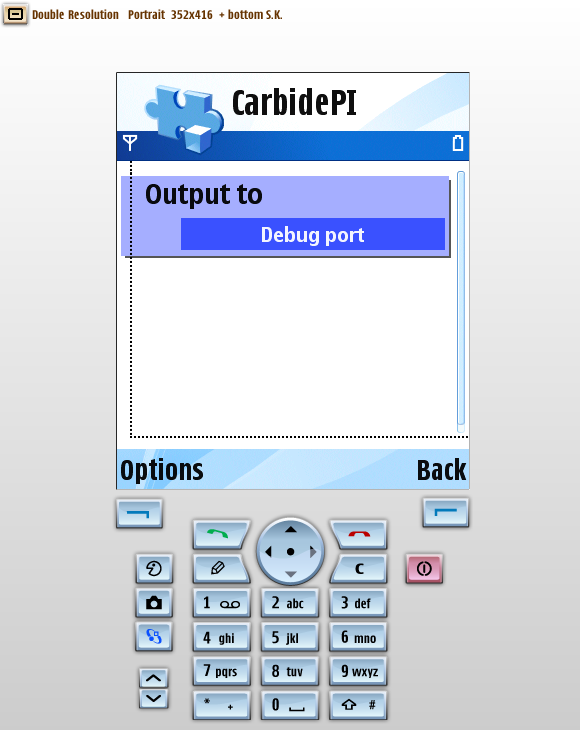 Double Resolution Portrait 352x416 + bottom S.K.
CarbidePI
Output to
Debug port
Options Back
C
1 2 abc 3 def
4 ghi 5 jkl 6 mno
7 pqrs 8 tuv 9 wxyz
* + 0 #